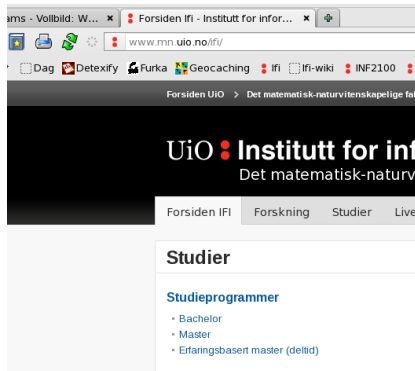 ams - Vollbild: W... Forsiden Ifi - Institutt for infor...
www.mn.uio.no/ifi/
Dag Detexify Furka Geocaching Ifi Ifi-wiki INF2100
Forsiden UiO > Det matematisk-naturvitenskapelige fal
UiO : Institutt for inf
Det matematisk-naturv
Forsiden IFI Forskning Studier Live
Studier
Studieprogrammer
• Bachelor
• Master
• Erfaringsbasert master (deltid)